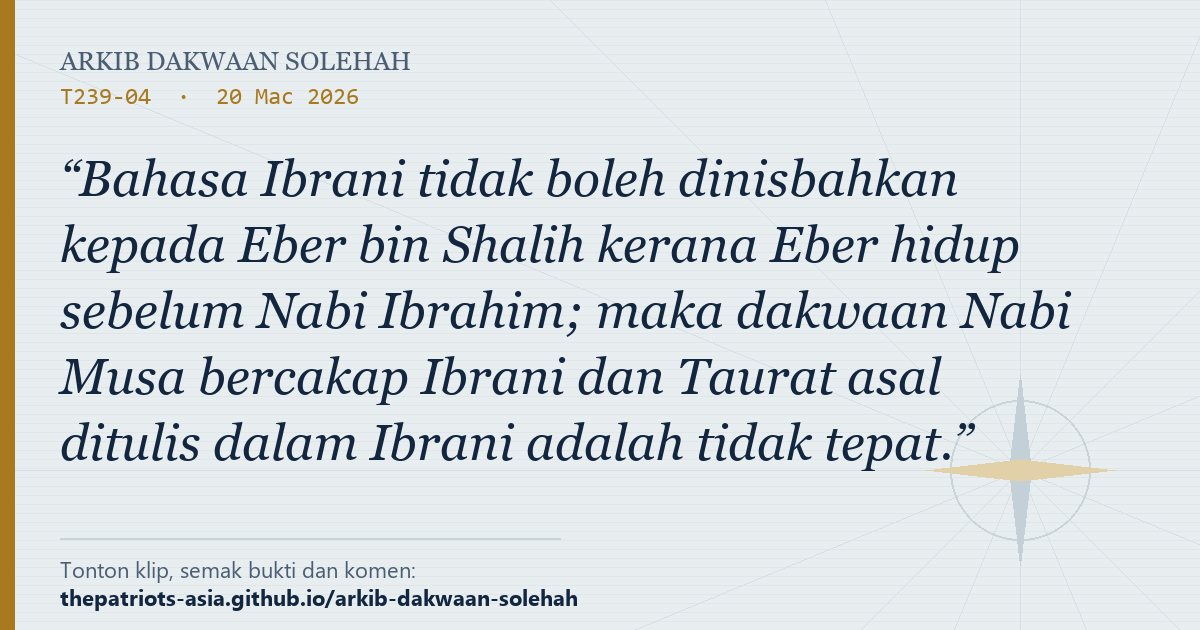 ARKIB DAKWAAN SOLEHAH
T239-04 · 20 Mac 2026
“Bahasa Ibrani tidak boleh dinisbahkan
kepada Eber bin Shalih kerana Eber hidup
sebelum Nabi Ibrahim; maka dakwaan Nabi
Musa bercakap Ibrani dan Taurat asal
ditulis dalam Ibrani adalah tidak tepat.”
Tonton klip, semak bukti dan komen:
thepatriots-asia.github.io/arkib-dakwaan-solehah